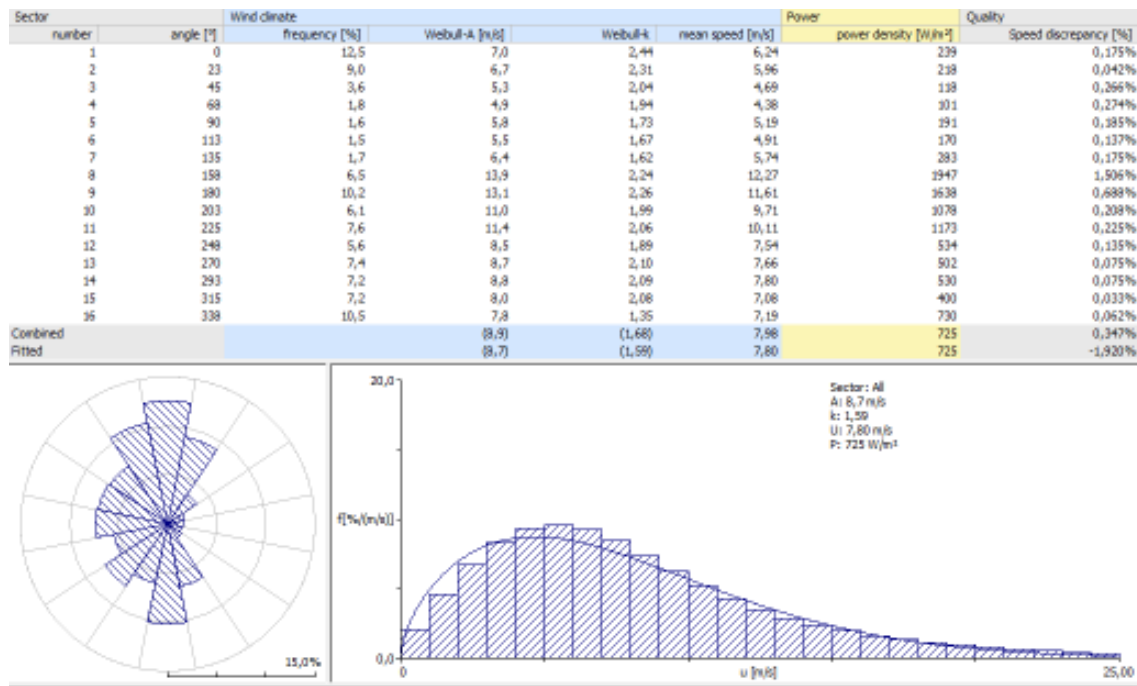 Sector Wind climate Power Quality
number angle [°] frequency [%] Weibull-A [m/s] Weibull-k mean speed [m/s] power density [W/m²] Speed discrepancy [%]
1 0 12,5 7,0 2,44 6,24 239 0,175%
2 23 9,0 6,7 2,31 5,96 218 0,042%
3 45 3,6 5,3 2,04 4,69 118 0,266%
4 68 1,8 4,9 1,94 4,38 101 0,274%
5 90 1,6 5,8 1,73 5,19 191 0,185%
6 113 1,5 5,5 1,67 4,91 170 0,137%
7 135 1,7 6,4 1,62 5,74 283 0,175%
8 158 6,5 13,9 2,24 12,27 1947 1,506%
9 180 10,2 13,1 2,26 11,61 1638 0,688%
10 203 6,1 11,0 1,99 9,71 1078 0,208%
11 225 7,6 11,4 2,06 10,11 1173 0,225%
12 248 5,6 8,5 1,89 7,54 534 0,135%
13 270 7,4 8,7 2,10 7,66 502 0,075%
14 293 7,2 8,8 2,09 7,80 530 0,075%
15 315 7,2 8,0 2,08 7,08 400 0,033%
16 338 10,5 7,8 1,35 7,19 730 0,062%
Combined (8,9) (1,68) 7,98 725 0,347%
Fitted (8,7) (1,59) 7,80 725 -1,920%
15,0%
20,0
Sector: All
A: 8,7 m/s
k: 1,59
U: 7,80 m/s
P: 725 W/m²
f[%/(m/s)]
0,0
0 u [m/s] 25,00